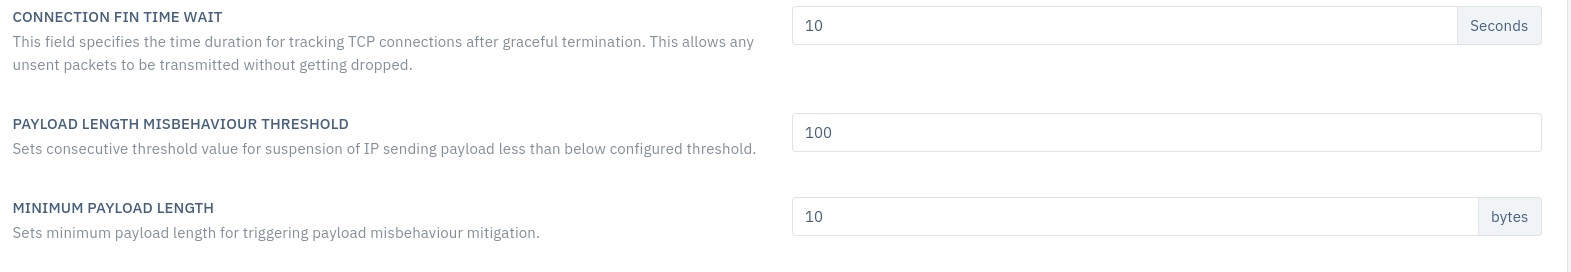 CONNECTION FIN TIME WAIT
This field specifies the time duration for tracking TCP connections after graceful termination. This allows any
unsent packets to be transmitted without getting dropped.
10
Seconds
PAYLOAD LENGTH MISBEHAVIOUR THRESHOLD
Sets consecutive threshold value for suspension of IP sending payload less than below configured threshold.
100
MINIMUM PAYLOAD LENGTH
Sets minimum payload length for triggering payload misbehaviour mitigation.
10
bytes